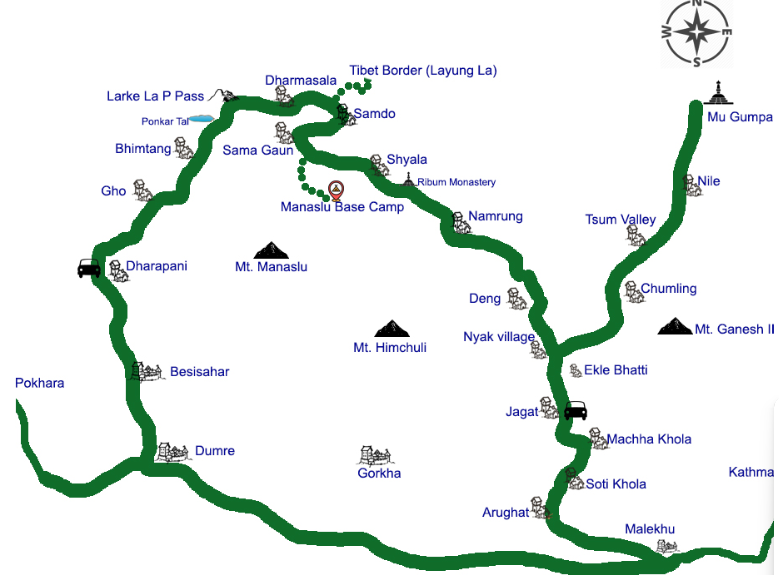 N
W E
S
Tibet Border (Layung La)
Dharmasala
Larke La P Pass
Samdo
Mu Gumpa
Ponkar Tal
Bhimtang
Sama Gaun
Shyala
Ribum Monastery
Nile
Gho
Manaslu Base Camp
Namrung
Tsum Valley
Dharapani
Mt. Manaslu
Chumling
Deng
Mt. Ganesh II
Nyak village
Mt. Himchuli
Besisahar
Ekle Bhatti
Pokhara
Jagat
Machha Khola
Dumre
Gorkha
Kathma
Soti Khola
Arughat
Malekhu